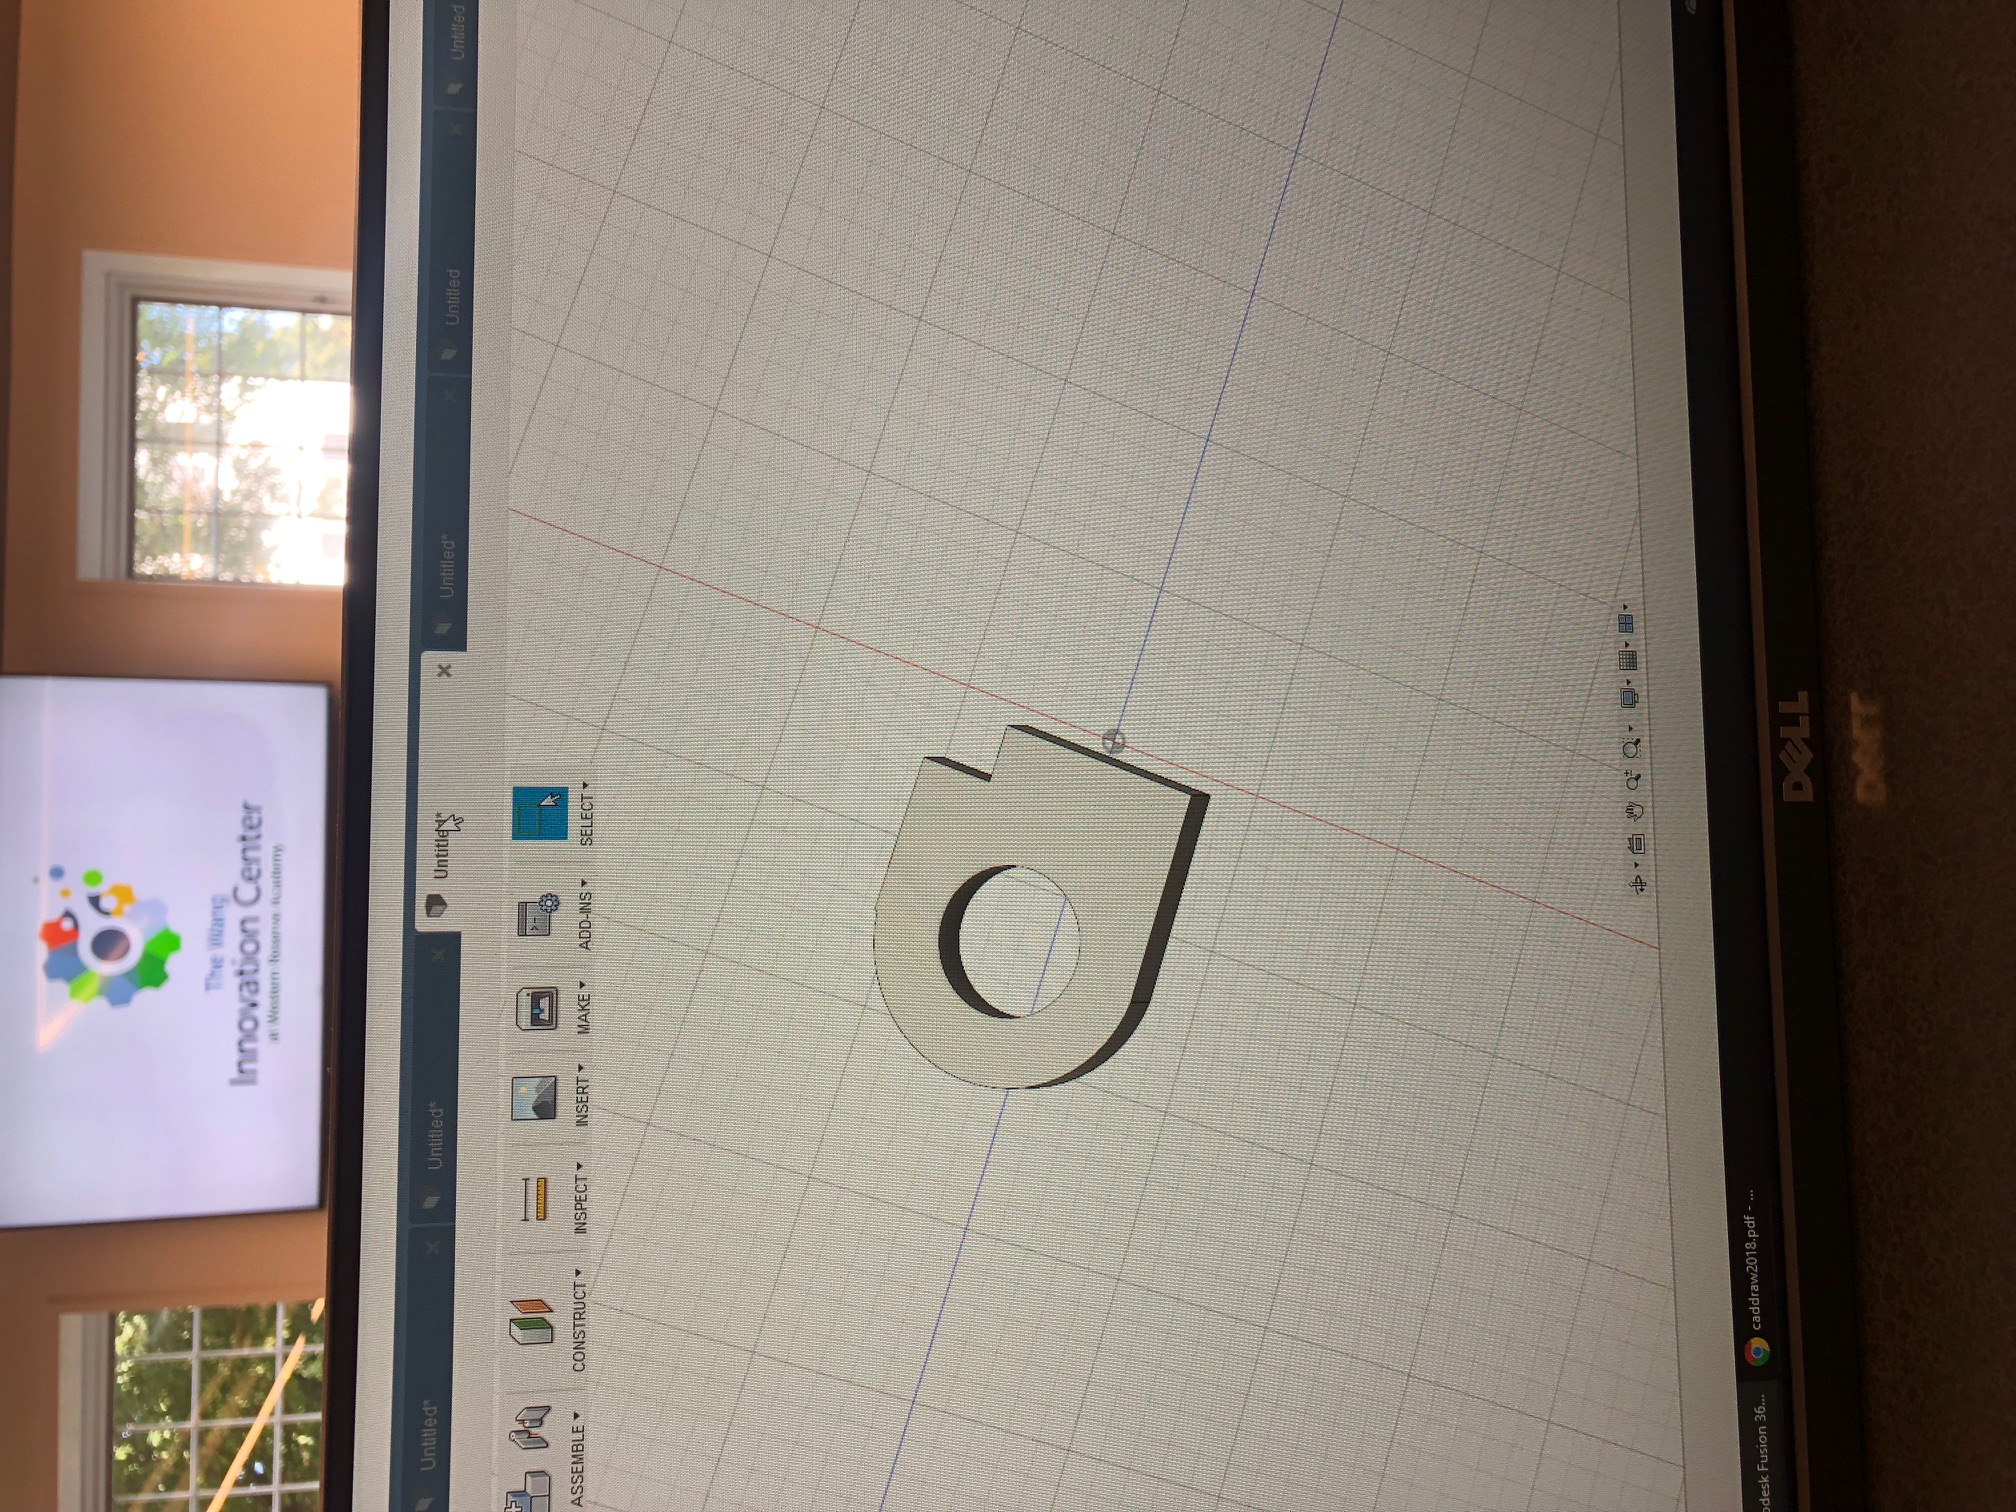 The Wang
Innovation Center
at Western Reserve Academy
Untitled*
Untitled*
Untitled*
Untitled*
Untitled
Untitled
ASSEMBLE
CONSTRUCT
INSPECT
INSERT
MAKE
ADD-INS
SELECT
odesk Fusion 36...
caddraw2018.pdf - ...
DELL